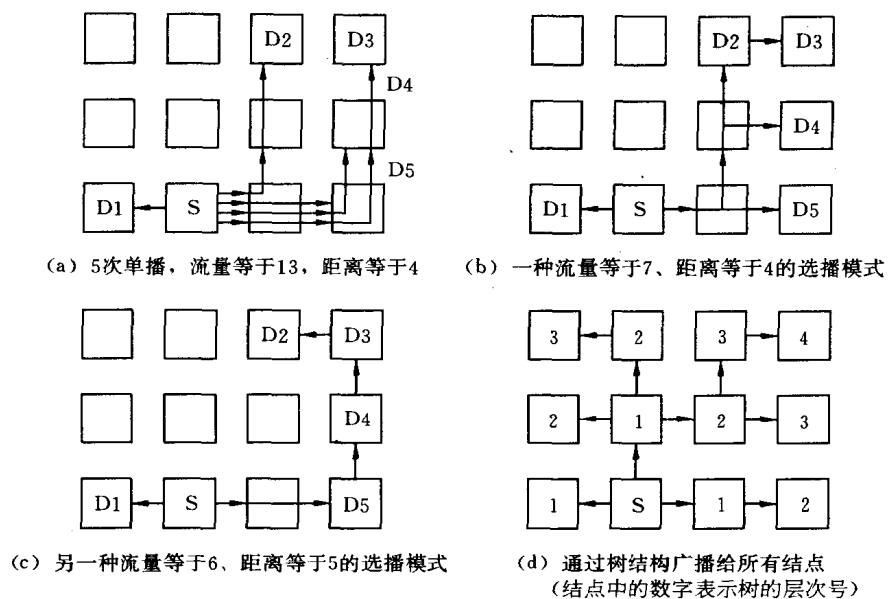 D2 D3
D4
D5
D1 S
(a) 5次单播，流量等于13，距离等于4
D2 D3
D4
D1 S D5
(b) 一种流量等于7、距离等于4的选播模式
D2 D3
D4
D1 S D5
(c) 另一种流量等于6、距离等于5的选播模式
3 2 3 4
2 1 2 3
1 S 1 2
(d) 通过树结构广播给所有结点
(结点中的数字表示树的层次号)